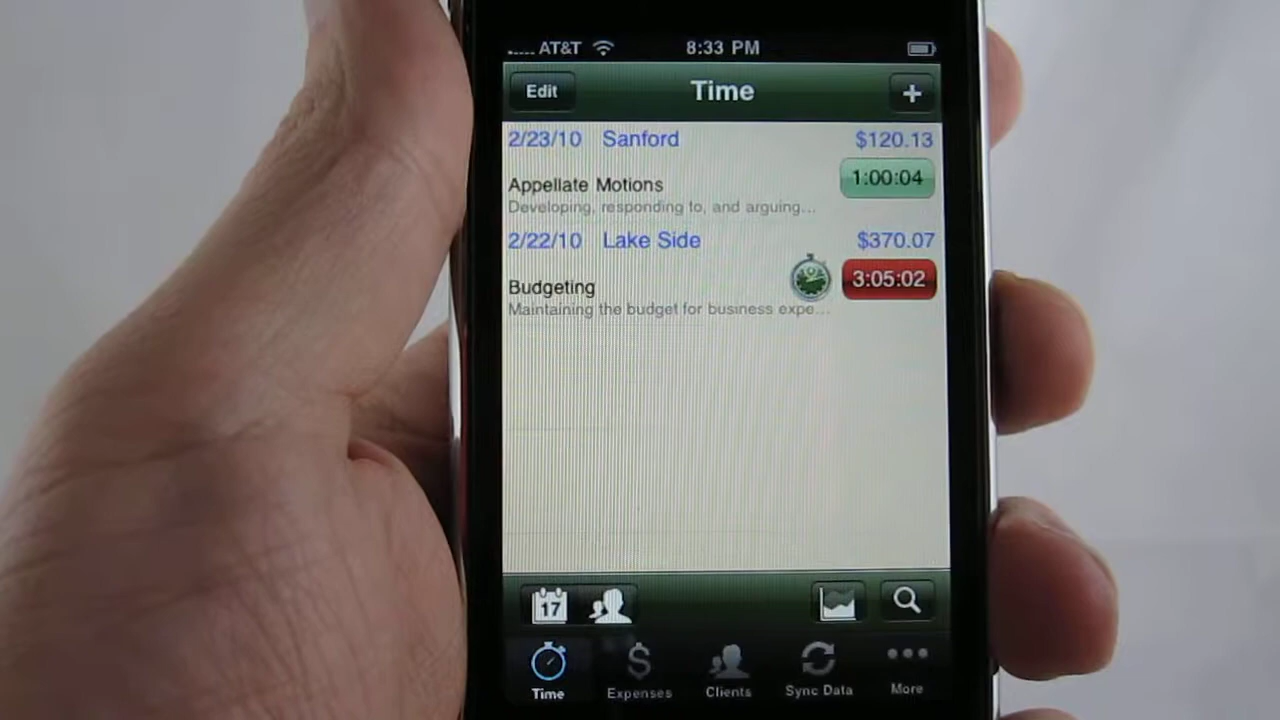 AT&T 8:33 PM
Edit Time +
2/23/10 Sanford $120.13
1:00:04
Appellate Motions
Developing, responding to, and arguing...
2/22/10 Lake Side $370.07
3:05:02
Budgeting
Maintaining the budget for business expe...
17
Time Expenses Clients Sync Data More